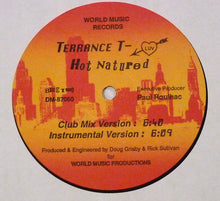 WORLD MUSIC
RECORDS
TERRANCE T-
LUV
Hot Natured
DM-87060
Executive Producer
Paul Roulhac
Club Mix Version : 6:40
Instrumental Version : 6:09
Produced & Engineered by Doug Grigsby & Rick Sullivan
for
WORLD MUSIC PRODUCTIONS